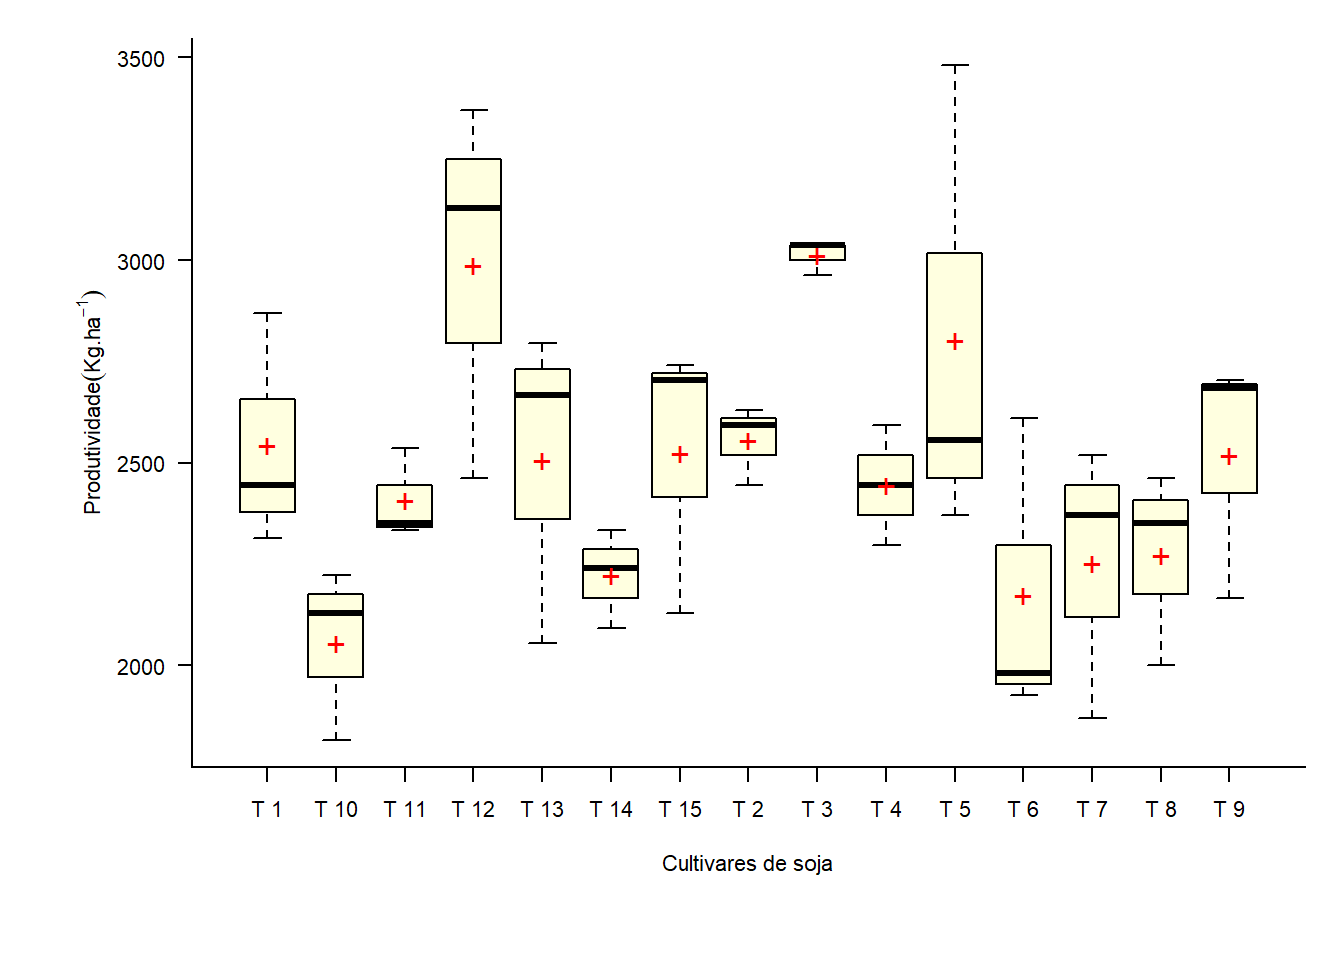 3500
3000
2500
2000
Produtividade(Kg.ha⁻¹)
T 1 T 10 T 11 T 12 T 13 T 14 T 15 T 2 T 3 T 4 T 5 T 6 T 7 T 8 T 9
Cultivares de soja